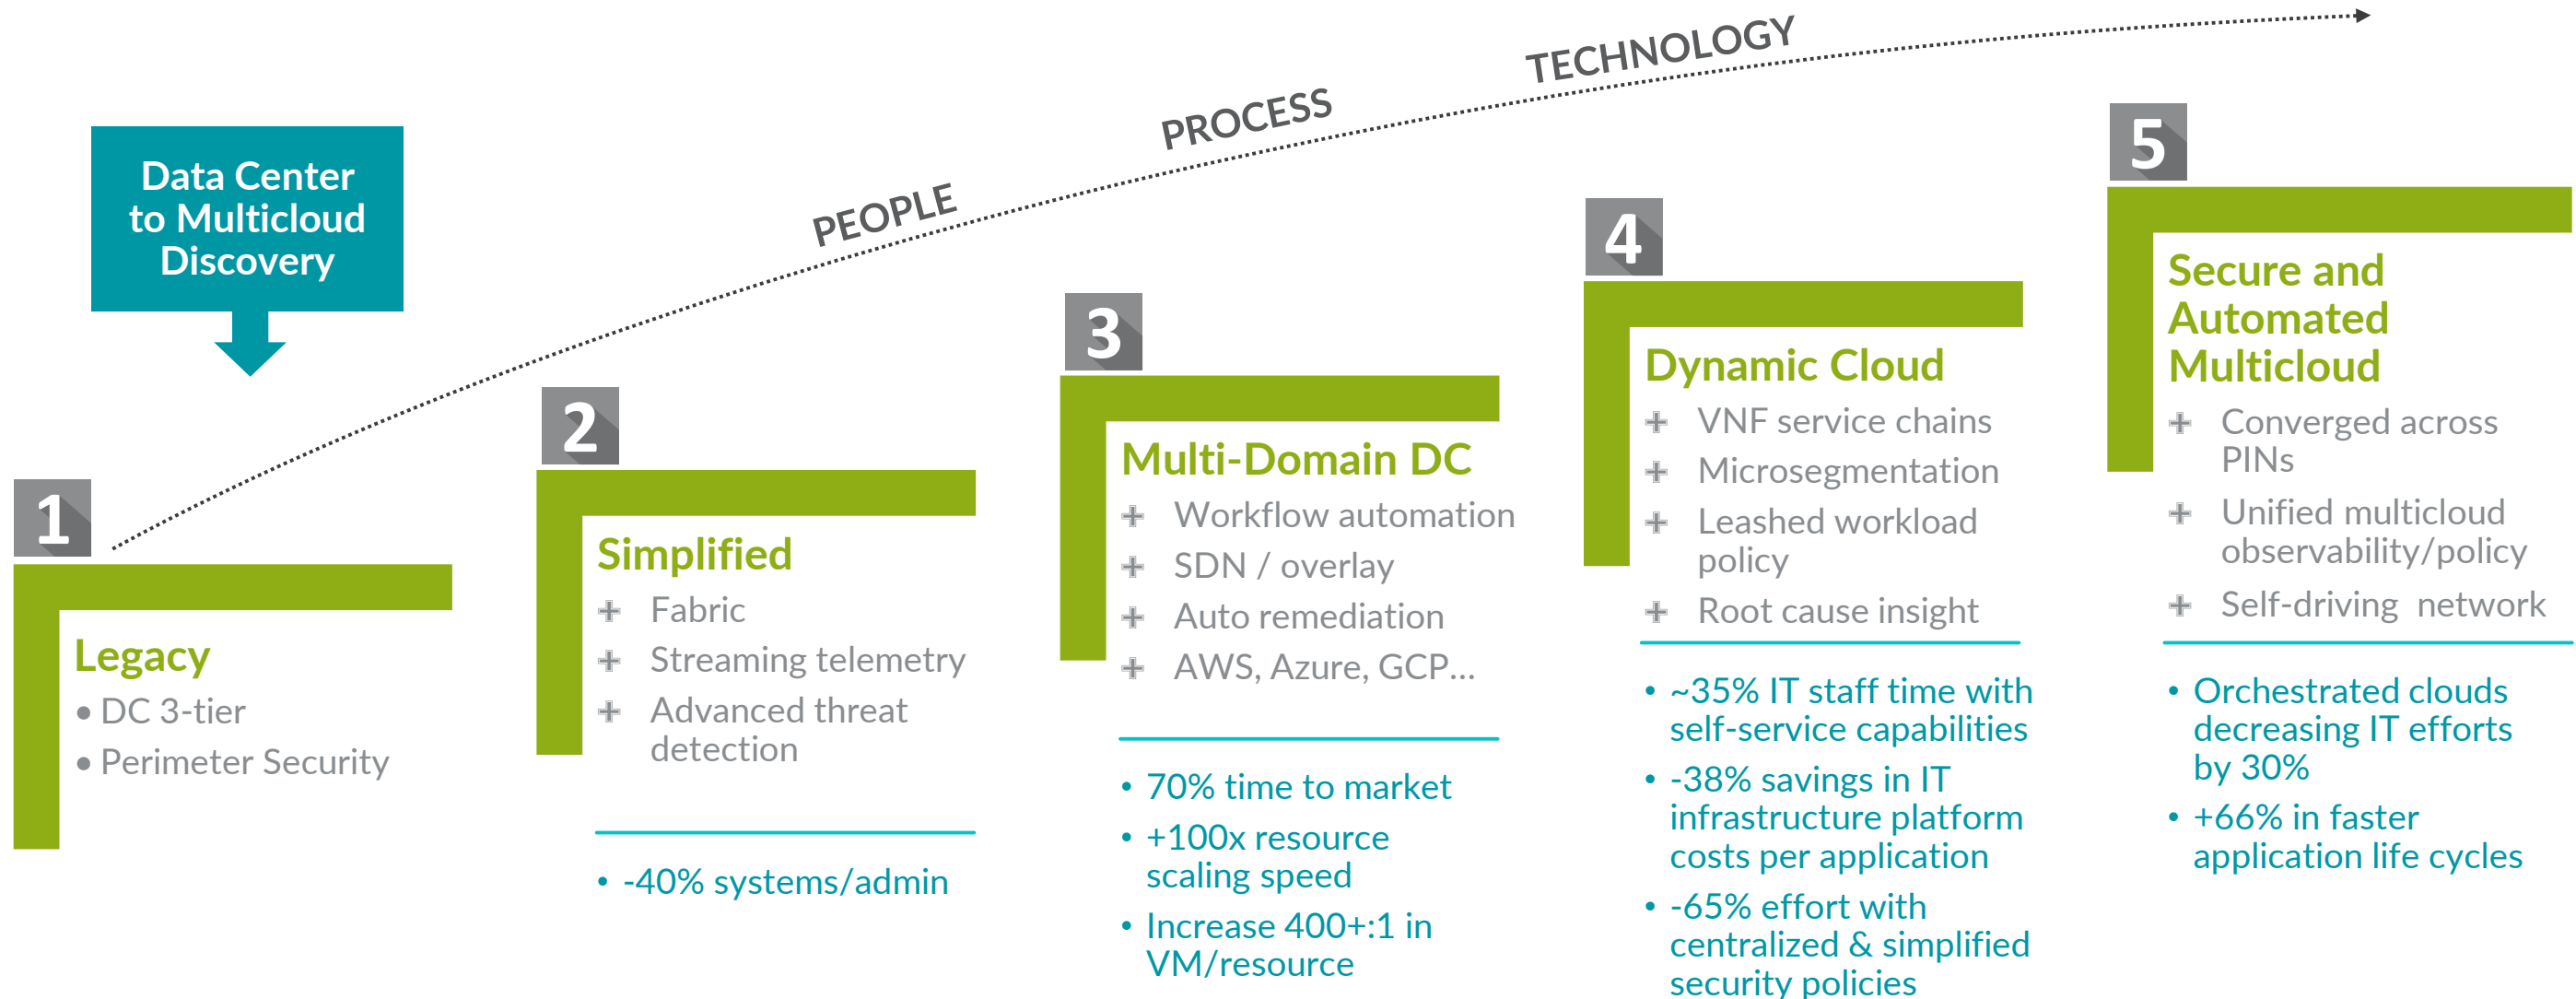 TECHNOLOGY
PROCESS
PEOPLE
Data Center
to Multicloud
Discovery
1
Legacy
• DC 3-tier
• Perimeter Security
2
Simplified
+ Fabric
+ Streaming telemetry
+ Advanced threat
detection
• -40% systems/admin
3
Multi-Domain DC
+ Workflow automation
+ SDN / overlay
+ Auto remediation
+ AWS, Azure, GCP...
• 70% time to market
• +100x resource
scaling speed
• Increase 400+:1 in
VM/resource
4
Dynamic Cloud
+ VNF service chains
+ Microsegmentation
+ Leashed workload
policy
+ Root cause insight
• ~35% IT staff time with
self-service capabilities
• -38% savings in IT
infrastructure platform
costs per application
• -65% effort with
centralized & simplified
security policies
5
Secure and
Automated
Multicloud
+ Converged across
PINs
+ Unified multicloud
observability/policy
+ Self-driving network
• Orchestrated clouds
decreasing IT efforts
by 30%
• +66% in faster
application life cycles